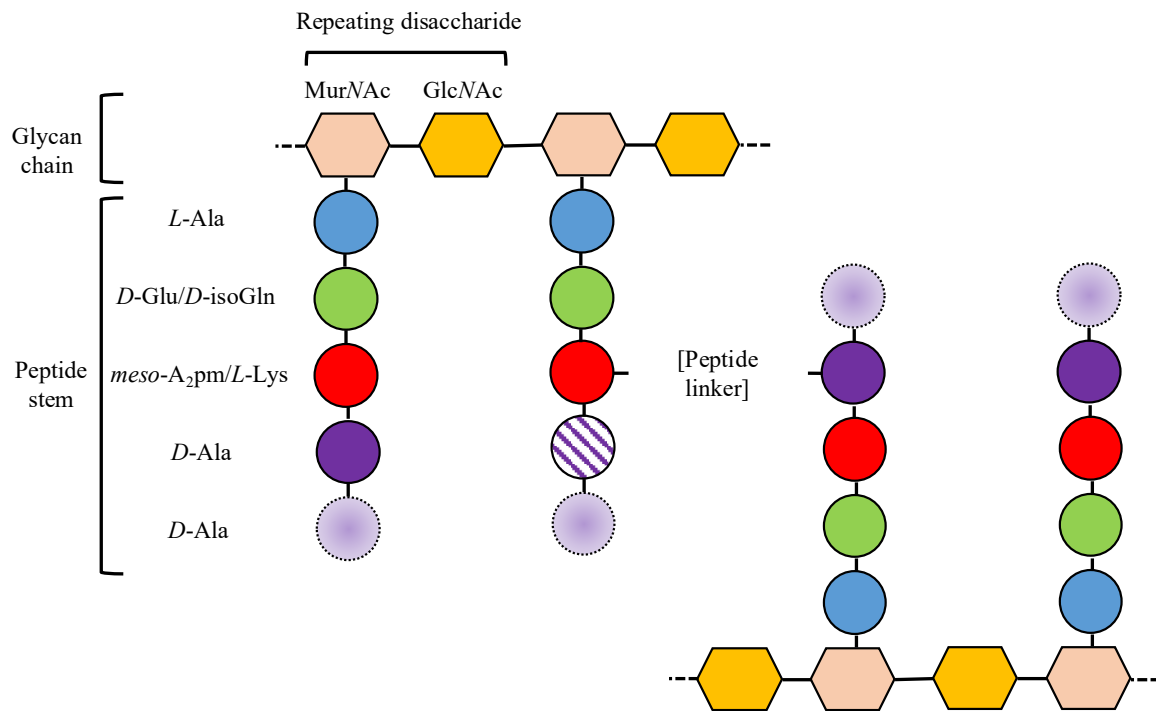 Repeating disaccharide
MurNAc GlcNAc
Glycan
chain
L-Ala
D-Glu/D-isoGln
Peptide
stem
meso-A₂pm/L-Lys
[Peptide
linker]
D-Ala
D-Ala